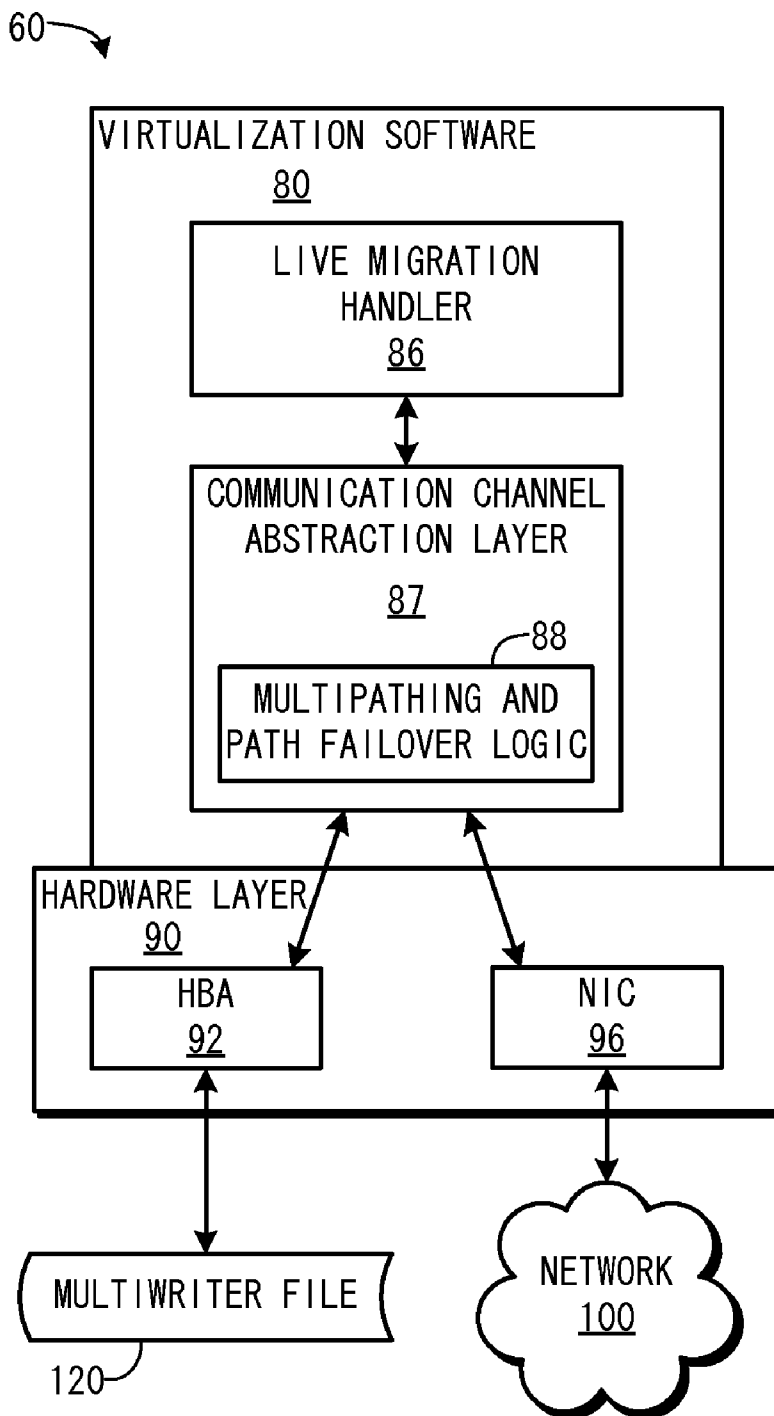 60
VIRTUALIZATION SOFTWARE
80
LIVE MIGRATION
HANDLER
86
COMMUNICATION CHANNEL
ABSTRACTION LAYER
87
88
MULTIPATHING AND
PATH FAILOVER LOGIC
HARDWARE LAYER
90
HBA
92
NIC
96
MULTIWRITER FILE
120
NETWORK
100